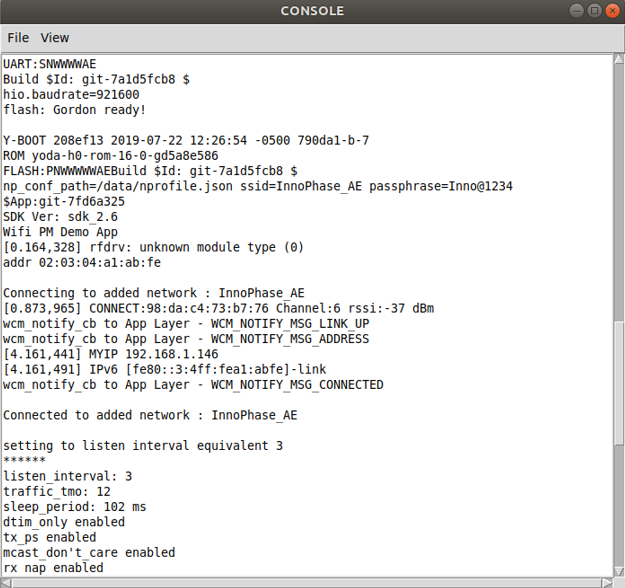 CONSOLE
File View
UART:SNWWWWAE
Build $Id: git-7a1d5fcb8 $
hio.baudrate=921600
flash: Gordon ready!
Y-BOOT 208ef13 2019-07-22 12:26:54 -0500 790da1-b-7
ROM yoda-h0-rom-16-0-gd5a8e586
FLASH:PNWWWWWAEBuild $Id: git-7a1d5fcb8 $
np_conf_path=/data/nprofile.json ssid=InnoPhase_AE passphrase=Inno@1234
$App:git-7fd6a325
SDK Ver: sdk_2.6
Wifi PM Demo App
[0.164,328] rfdrv: unknown module type (0)
addr 02:03:04:a1:ab:fe
Connecting to added network : InnoPhase_AE
[0.873,965] CONNECT:98:da:c4:73:b7:76 Channel:6 rssi:-37 dBm
wcm_notify_cb to App Layer - WCM_NOTIFY_MSG_LINK_UP
wcm_notify_cb to App Layer - WCM_NOTIFY_MSG_ADDRESS
[4.161,441] MYIP 192.168.1.146
[4.161,491] IPv6 [fe80::3:4ff:fea1:abfe]-link
wcm_notify_cb to App Layer - WCM_NOTIFY_MSG_CONNECTED
Connected to added network : InnoPhase_AE
setting to listen interval equivalent 3
******
listen_interval: 3
traffic_tmo: 12
sleep_period: 102 ms
dtim_only enabled
tx_ps enabled
mcast_don't_care enabled
rx nap enabled